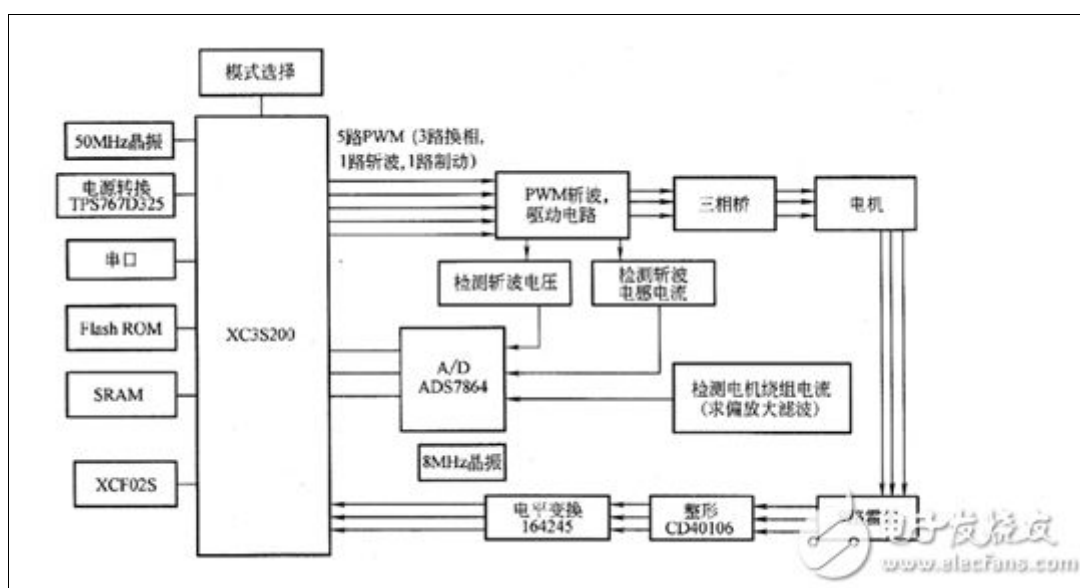 模式选择
50MHz晶振
电源转换
TPS767D325
串口
Flash ROM
SRAM
XCF02S
XC3S200
5路PWM (3路换相,
1路斩波,1路制动)
PWM斩波,
驱动电路
三相桥
电机
检测斩波电压
检测斩波
电感电流
A/D
ADS7864
检测电机绕组电流
(求偏放大滤波)
8MHz晶振
电平变换
164245
整形
CD40106
电子发烧友
www.elecfans.com